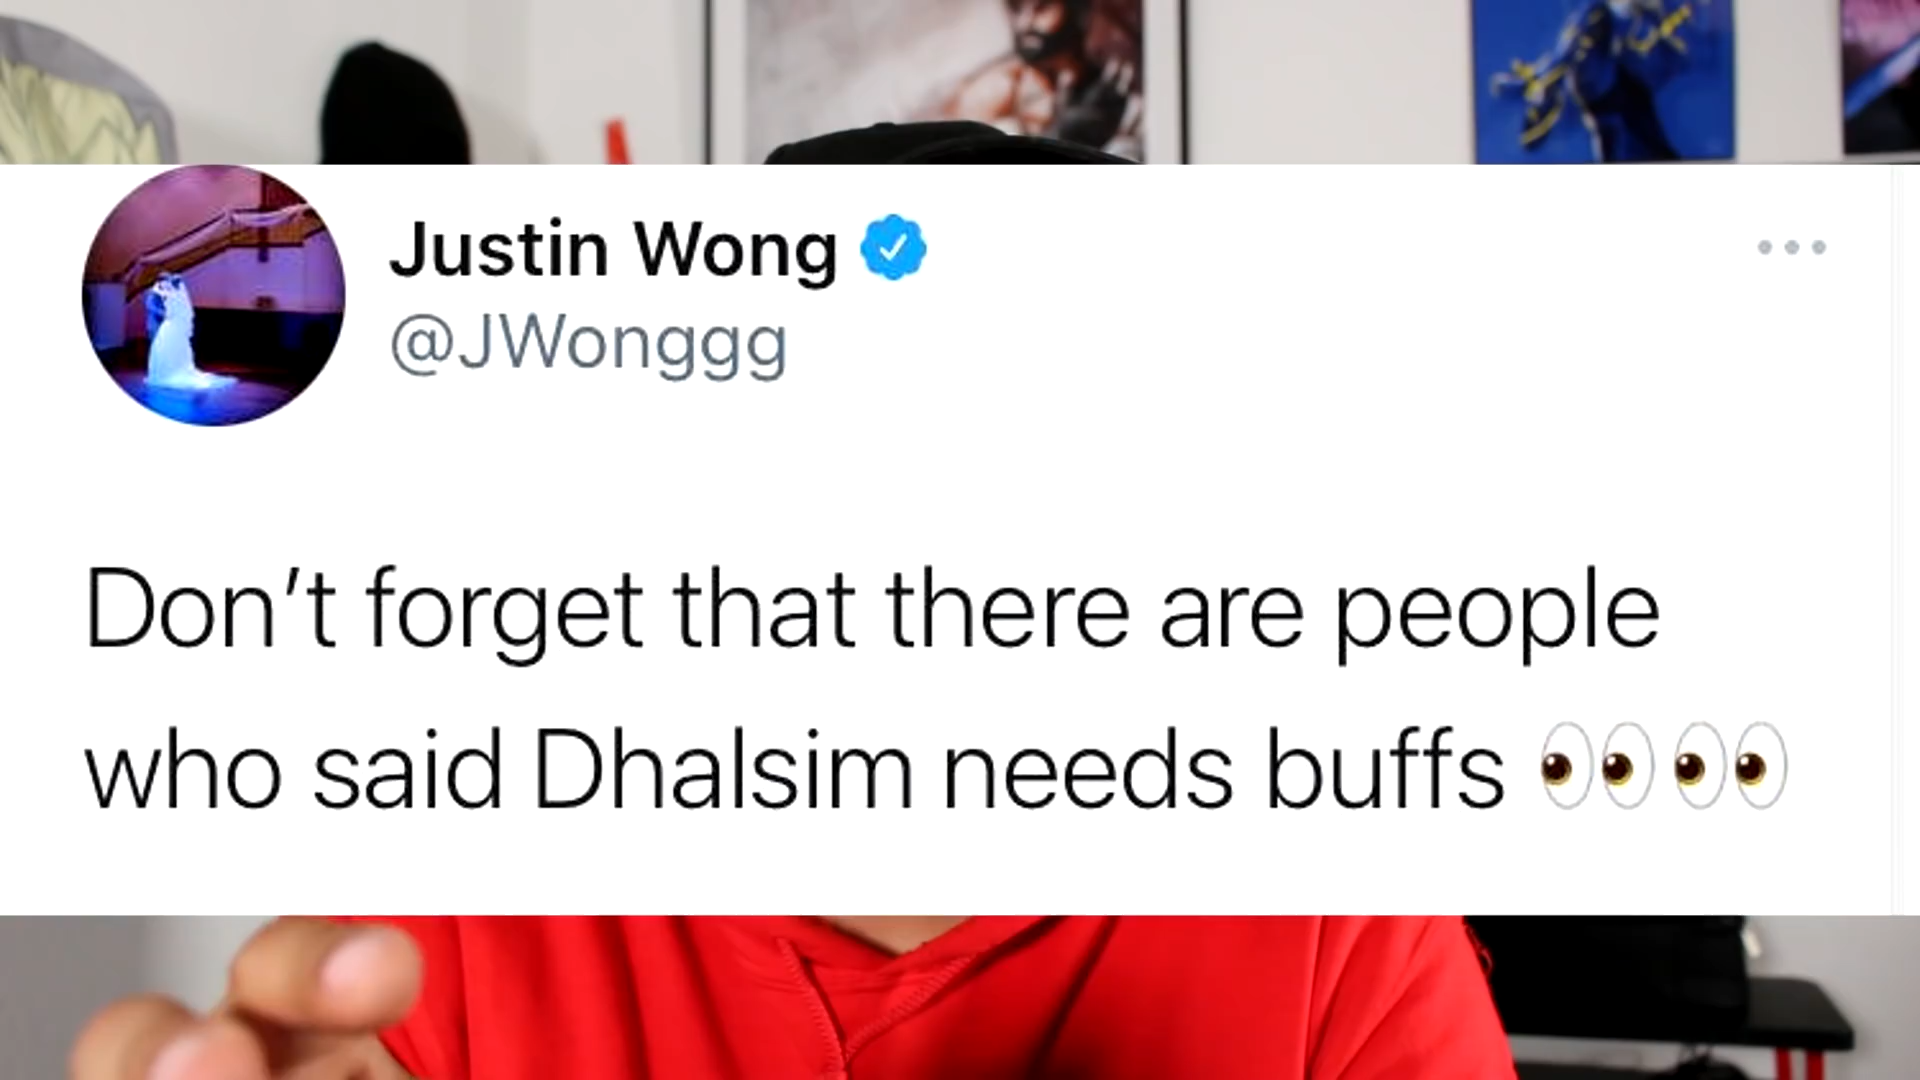 Justin Wong
@JWonggg
Don’t forget that there are people
who said Dhalsim needs buffs 👀👀